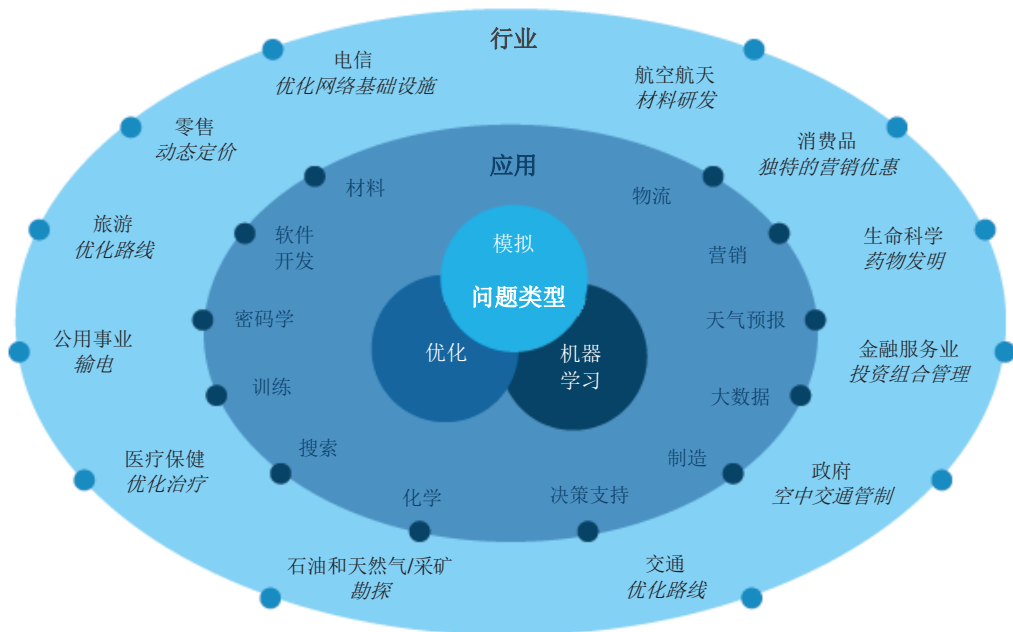 行业
电信
优化网络基础设施
航空航天
材料研发
零售
动态定价
消费品
独特的营销优惠
旅游
优化路线
生命科学
药物发明
公用事业
输电
金融服务业
投资组合管理
医疗保健
优化治疗
政府
空中交通管制
石油和天然气/采矿
勘探
交通
优化路线
应用
材料
物流
软件
开发
营销
密码学
天气预报
训练
大数据
搜索
制造
化学
决策支持
模拟
问题类型
优化
机器
学习